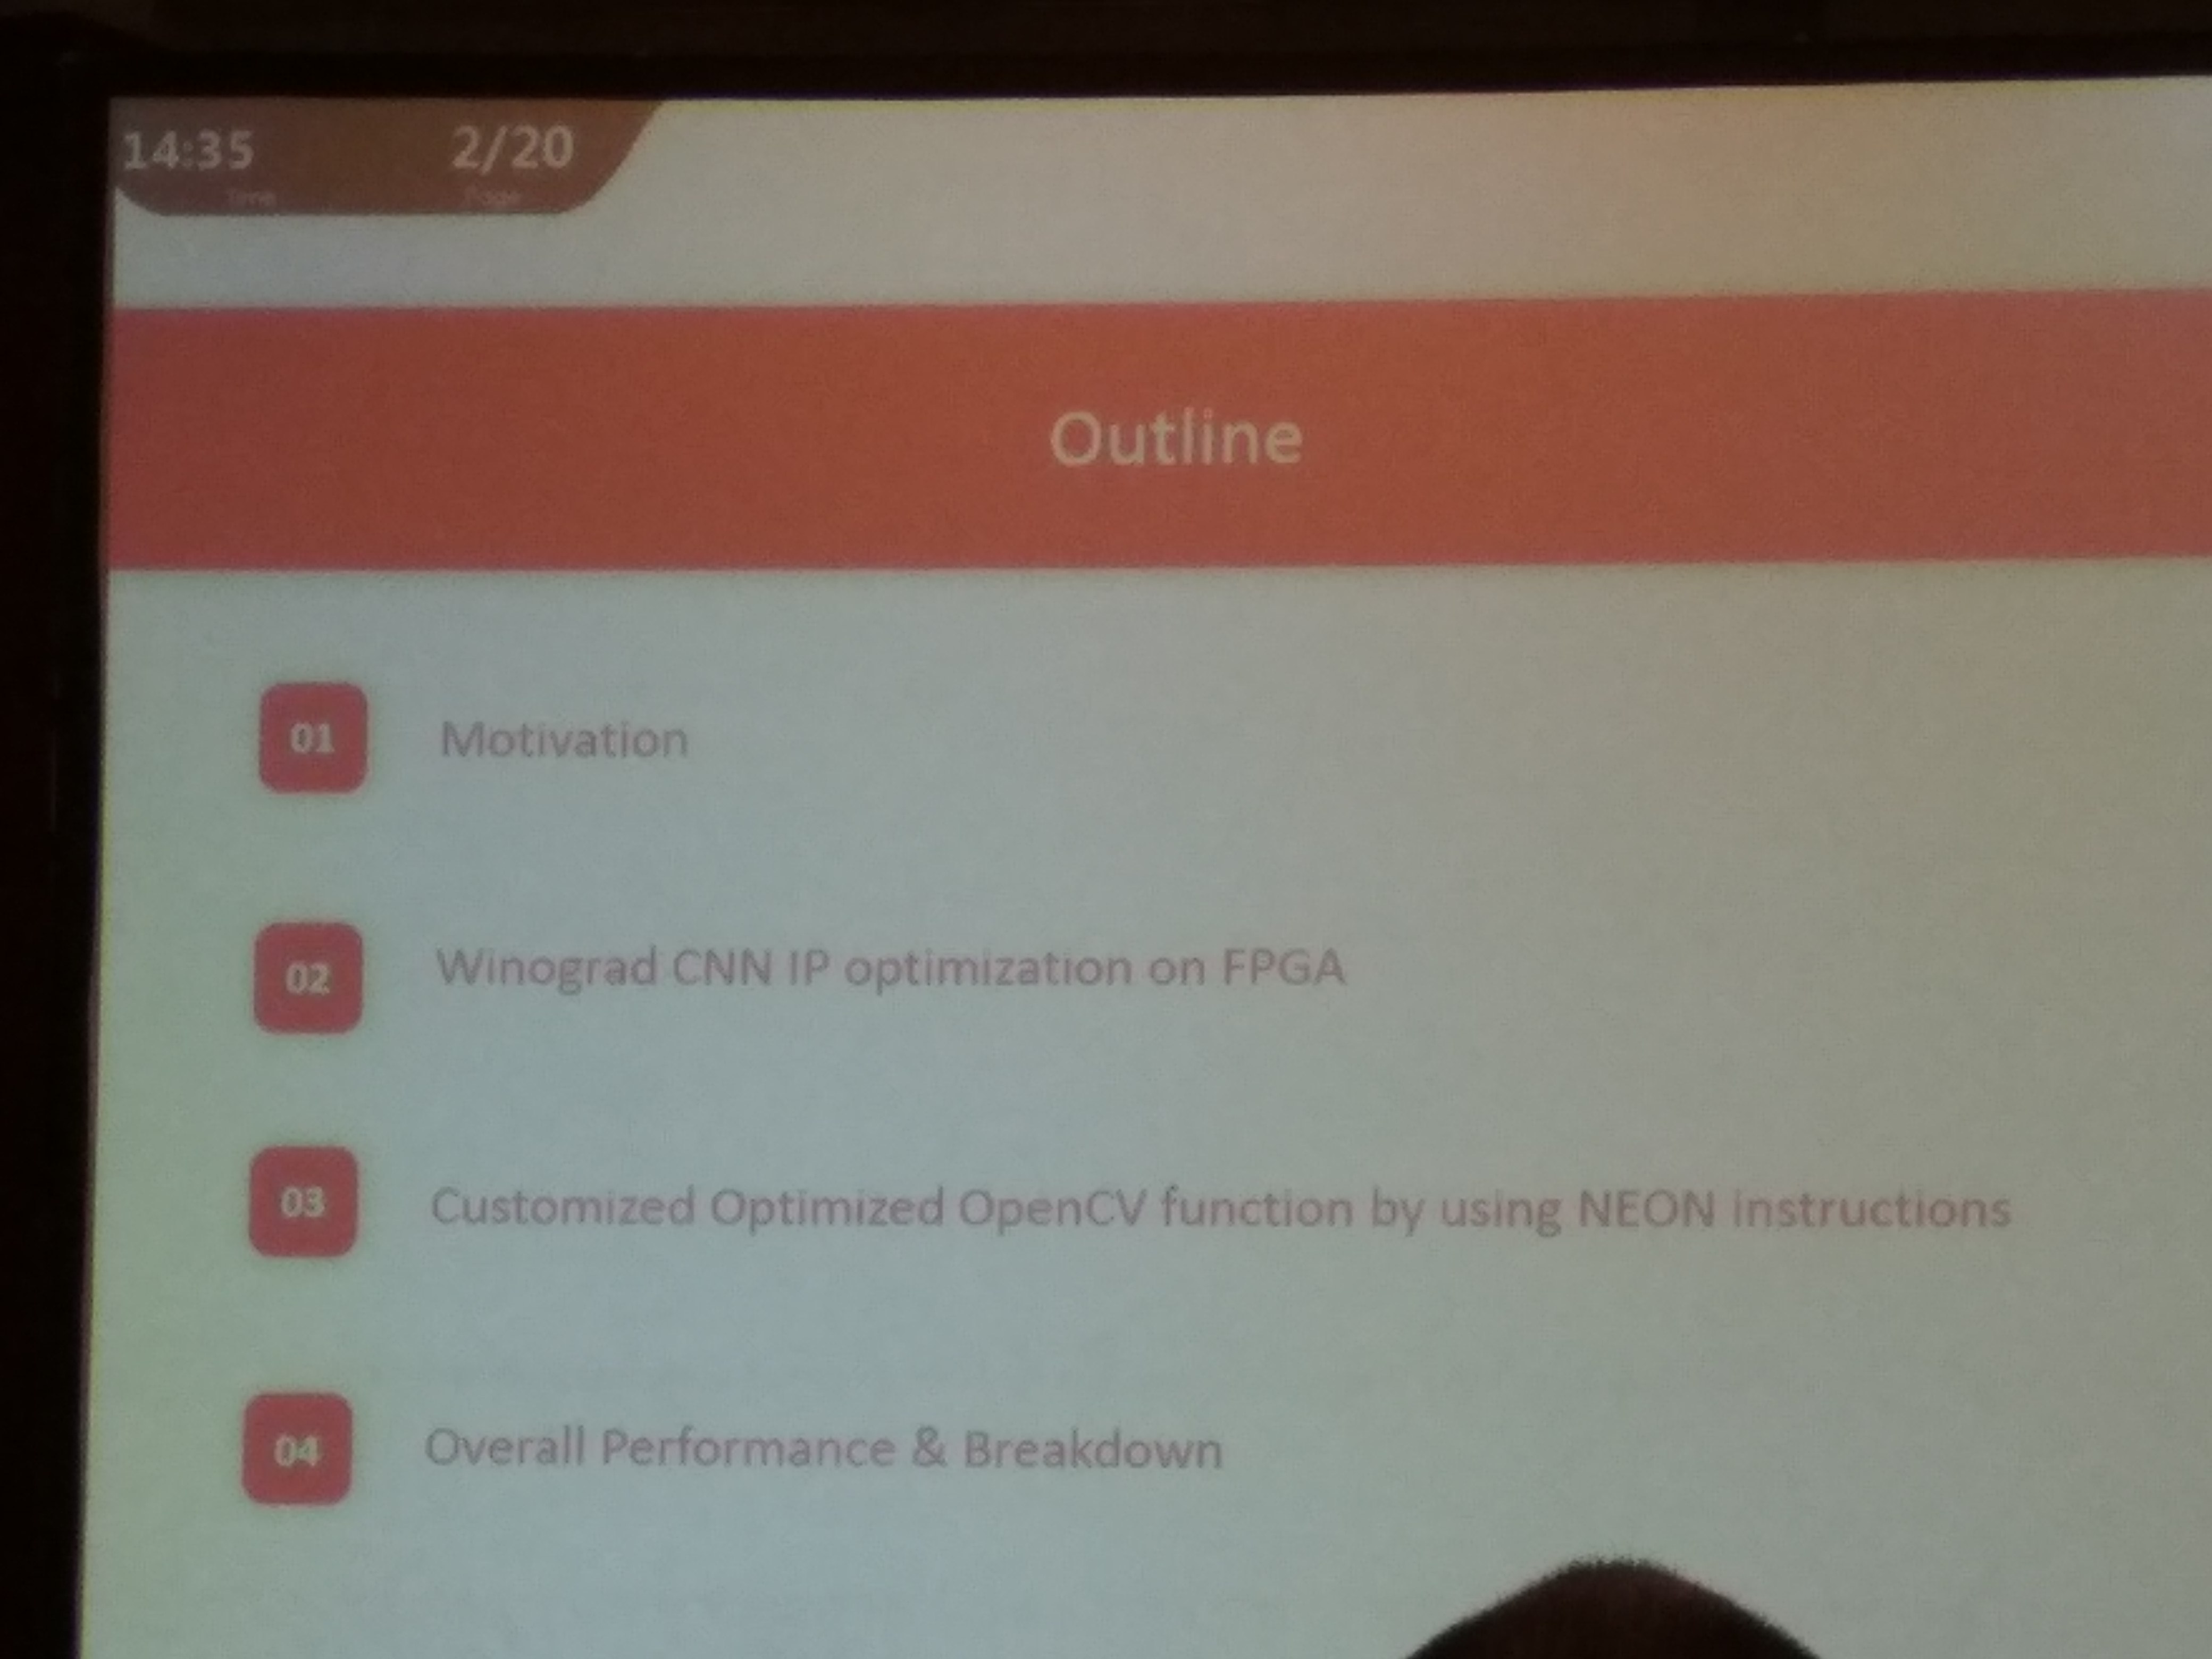 14:35 2/20
Time Page
Outline
01 Motivation
02 Winograd CNN IP optimization on FPGA
03 Customized Optimized OpenCV function by using NEON instructions
04 Overall Performance & Breakdown